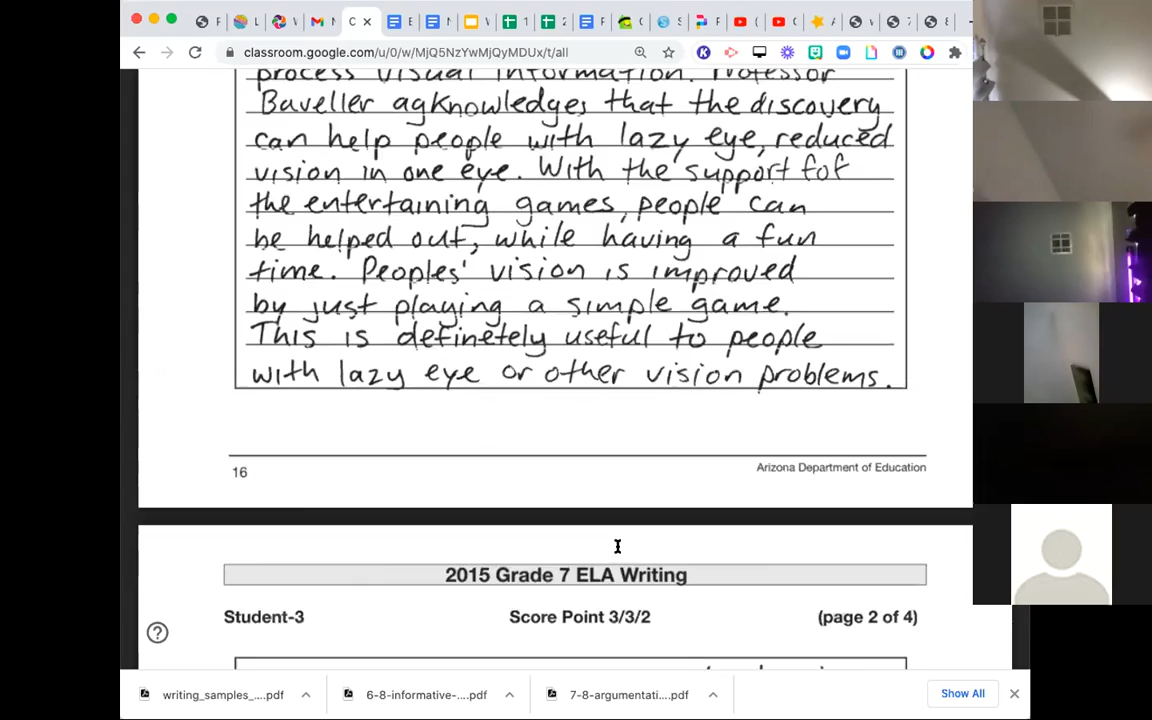 classroom.google.com/u/0/w/MjQ5NzYwMjQyMDUx/t/all
process visual information. Professor
Baveller agknowledges that the discovery
can help people with lazy eye, reduced
vision in one eye. With the support fof
the entertaining games, people can
be helped out, while having a fun
time. Peoples' vision is improved
by just playing a simple game.
This is definetely useful to people
with lazy eye or other vision problems.
16
Arizona Department of Education
2015 Grade 7 ELA Writing
Student-3 Score Point 3/3/2 (page 2 of 4)
writing_samples_....pdf 6-8-informative-....pdf 7-8-argumentati....pdf Show All